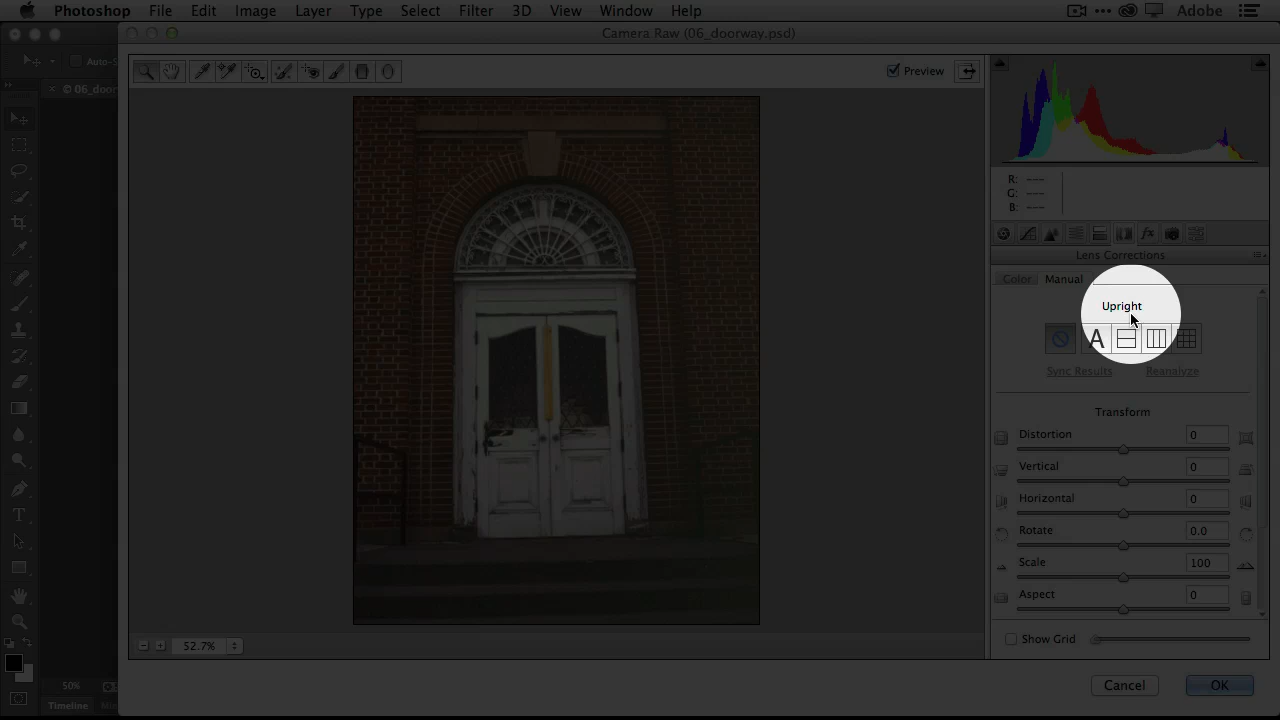 Photoshop File Edit Image Layer Type Select Filter 3D View Window Help Adobe
Camera Raw (06_doorway.psd)
Auto-S
Preview
© 06_door
R: ---
G: ---
B: ---
Lens Corrections
Color Manual
Upright
A
Sync Results Reanalyze
Transform
Distortion 0
Vertical 0
Horizontal 0
Rotate 0.0
Scale 100
Aspect 0
Show Grid
52.7%
50%
Cancel OK
Timeline